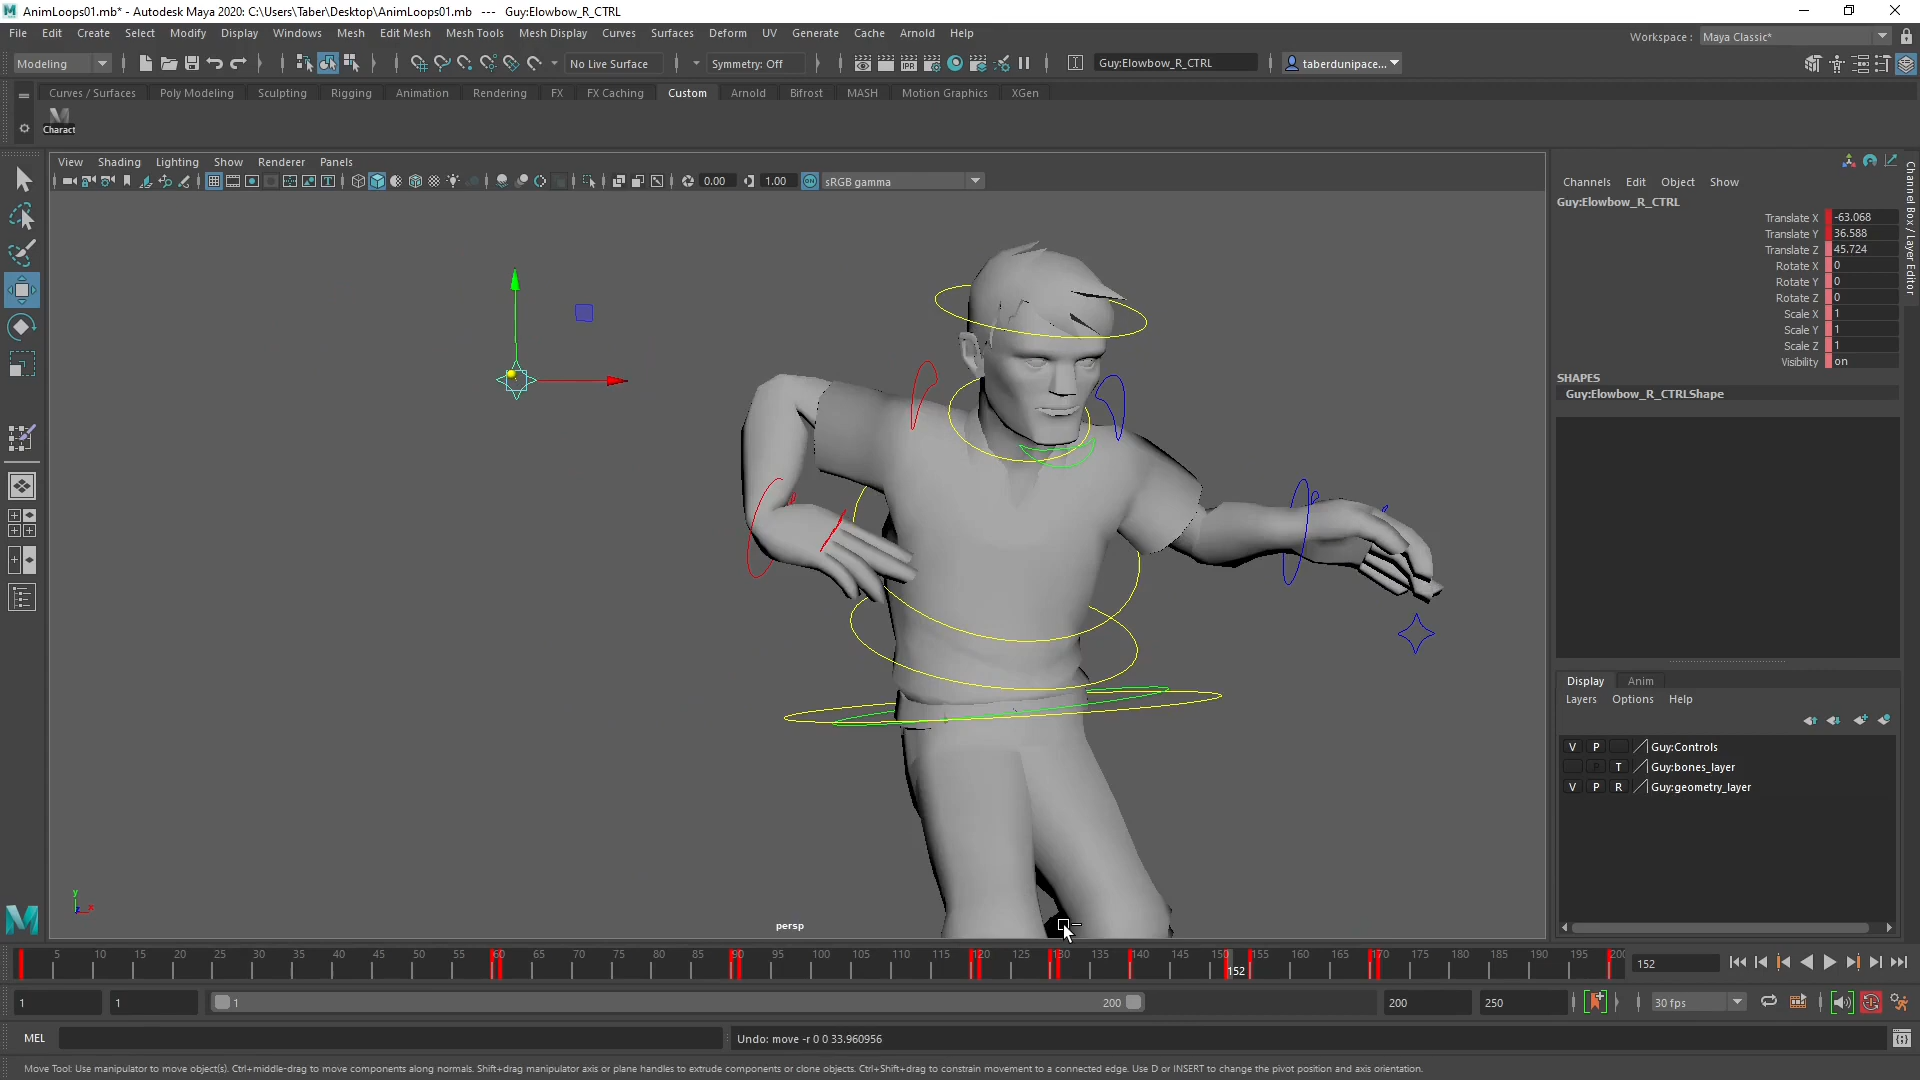 AnimLoops01.mb* - Autodesk Maya 2020: C:\Users\Taber\Desktop\AnimLoops01.mb --- Guy:Elowbow_R_CTRL
File Edit Create Select Modify Display Windows Mesh Edit Mesh Mesh Tools Mesh Display Curves Surfaces Deform UV Generate Cache Arnold Help
Workspace : Maya Classic*
Modeling No Live Surface Symmetry: Off IPR Guy:Elowbow_R_CTRL taberdunipace...
Curves / Surfaces Poly Modeling Sculpting Rigging Animation Rendering FX FX Caching Custom Arnold Bifrost MASH Motion Graphics XGen
Charact
View Shading Lighting Show Renderer Panels
0.00 1.00 ON sRGB gamma
Channels Edit Object Show
Guy:Elowbow_R_CTRL
Translate X -63.068
Translate Y 36.588
Translate Z 45.724
Rotate X 0
Rotate Y 0
Rotate Z 0
Scale X 1
Scale Y 1
Scale Z 1
Visibility on
SHAPES
Guy:Elowbow_R_CTRLShape
Channel Box / Layer Editor
Display Anim
Layers Options Help
V P Guy:Controls
P T Guy:bones_layer
V P R Guy:geometry_layer
y
x
persp
5 10 15 20 25 30 35 40 45 50 55 60 65 70 75 80 85 90 95 100 105 110 115 120 125 130 135 140 145 150 155 160 165 170 175 180 185 190 195 200
152
152
1 1 1 200 200 250 30 fps
MEL Undo: move -r 0 0 33.960956
Move Tool: Use manipulator to move object(s). Ctrl+middle-drag to move components along normals. Shift+drag manipulator axis or plane handles to extrude components or clone objects. Ctrl+Shift+drag to constrain movement to a connected edge. Use D or INSERT to change the pivot position and axis orientation.